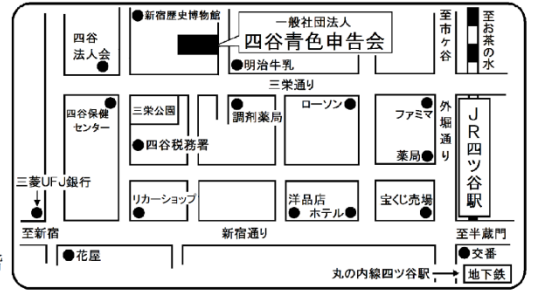 新宿歴史博物館
一般社団法人
四谷青色申告会
四谷
法人会
明治牛乳
至市ヶ谷
至お茶の水
三栄通り
四谷保健
センター
三栄公園
調剤薬局
ローソン
ファミマ
外堀通り
JR四ツ谷駅
四谷税務署
薬局
三菱UFJ銀行
リカーショップ
洋品店
ホテル
宝くじ売場
至新宿
新宿通り
至半蔵門
花屋
交番
丸の内線四ツ谷駅
地下鉄